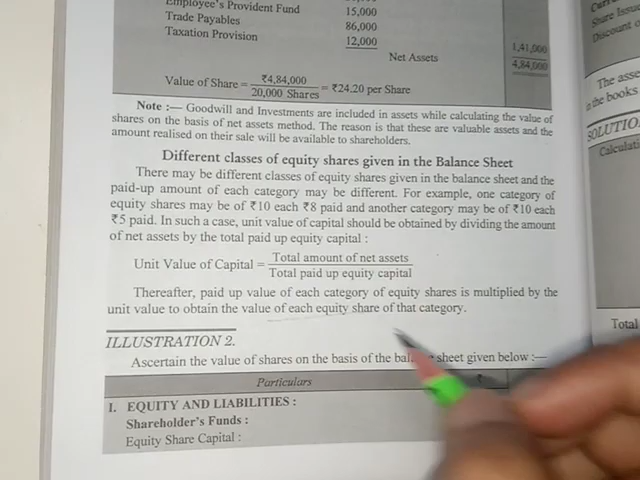 Employee's Provident Fund 15,000
Trade Payables 86,000
Taxation Provision 12,000 1,41,000
Net Assets 4,84,000
Value of Share = ₹4,84,000 / 20,000 Shares = ₹24.20 per Share
Note :— Goodwill and Investments are included in assets while calculating the value of
shares on the basis of net assets method. The reason is that these are valuable assets and the
amount realised on their sale will be available to shareholders.
Different classes of equity shares given in the Balance Sheet
There may be different classes of equity shares given in the balance sheet and the
paid-up amount of each category may be different. For example, one category of
equity shares may be of ₹10 each ₹8 paid and another category may be of ₹10 each
₹5 paid. In such a case, unit value of capital should be obtained by dividing the amount
of net assets by the total paid up equity capital :
Unit Value of Capital = Total amount of net assets / Total paid up equity capital
Thereafter, paid up value of each category of equity shares is multiplied by the
unit value to obtain the value of each equity share of that category.
ILLUSTRATION 2.
Ascertain the value of shares on the basis of the sheet given below :—
Particulars ₹
I. EQUITY AND LIABILITIES :
Shareholder's Funds :
Equity Share Capital :
Share
Discount
The
the books
Total